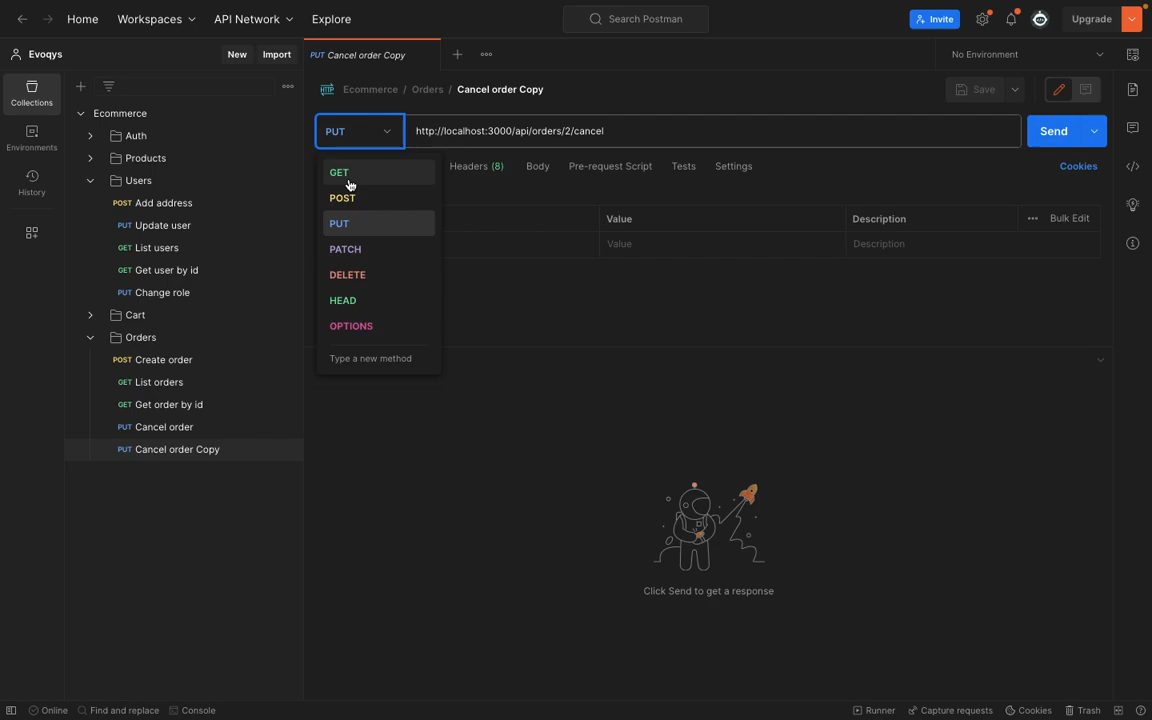 Home Workspaces API Network Explore Search Postman Invite Upgrade
Evoqys New Import PUT Cancel order Copy No Environment
Collections
Environments
History
Ecommerce
Auth
Products
Users
POST Add address
PUT Update user
GET List users
GET Get user by id
PUT Change role
Cart
Orders
POST Create order
GET List orders
GET Get order by id
PUT Cancel order
PUT Cancel order Copy
HTTP Ecommerce / Orders / Cancel order Copy Save
PUT http://localhost:3000/api/orders/2/cancel Send
Headers (8) Body Pre-request Script Tests Settings Cookies
GET
POST
PUT
PATCH
DELETE
HEAD
OPTIONS
Type a new method
Value Description Bulk Edit
Value Description
Click Send to get a response
Online Find and replace Console Runner Capture requests Cookies Trash